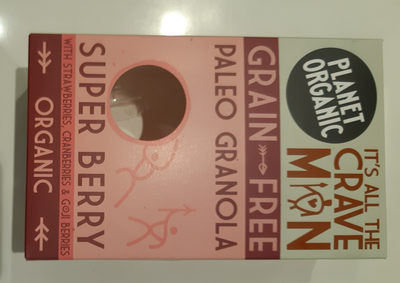 PLANET
ORGANIC
IT'S ALL THE
CRAVE
MAN
GRAIN FREE
PALEO GRANOLA
SUPER BERRY
WITH STRAWBERRIES, CRANBERRIES & GOJI BERRIES
ORGANIC